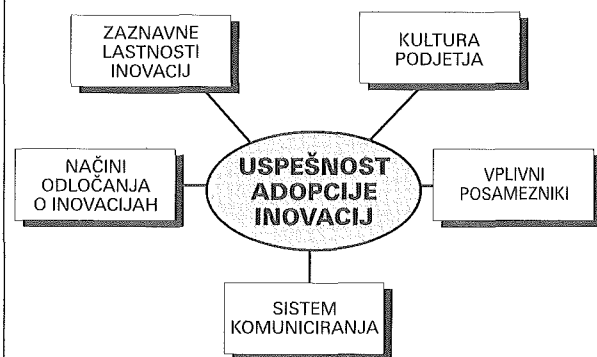 ZAZNAVNE
LASTNOSTI
INOVACIJ
KULTURA
PODJETJA
NAČINI
ODLOČANJA
O INOVACIJAH
USPEŠNOST
ADOPCIJE
INOVACIJ
VPLIVNI
POSAMEZNIKI
SISTEM
KOMUNICIRANJA